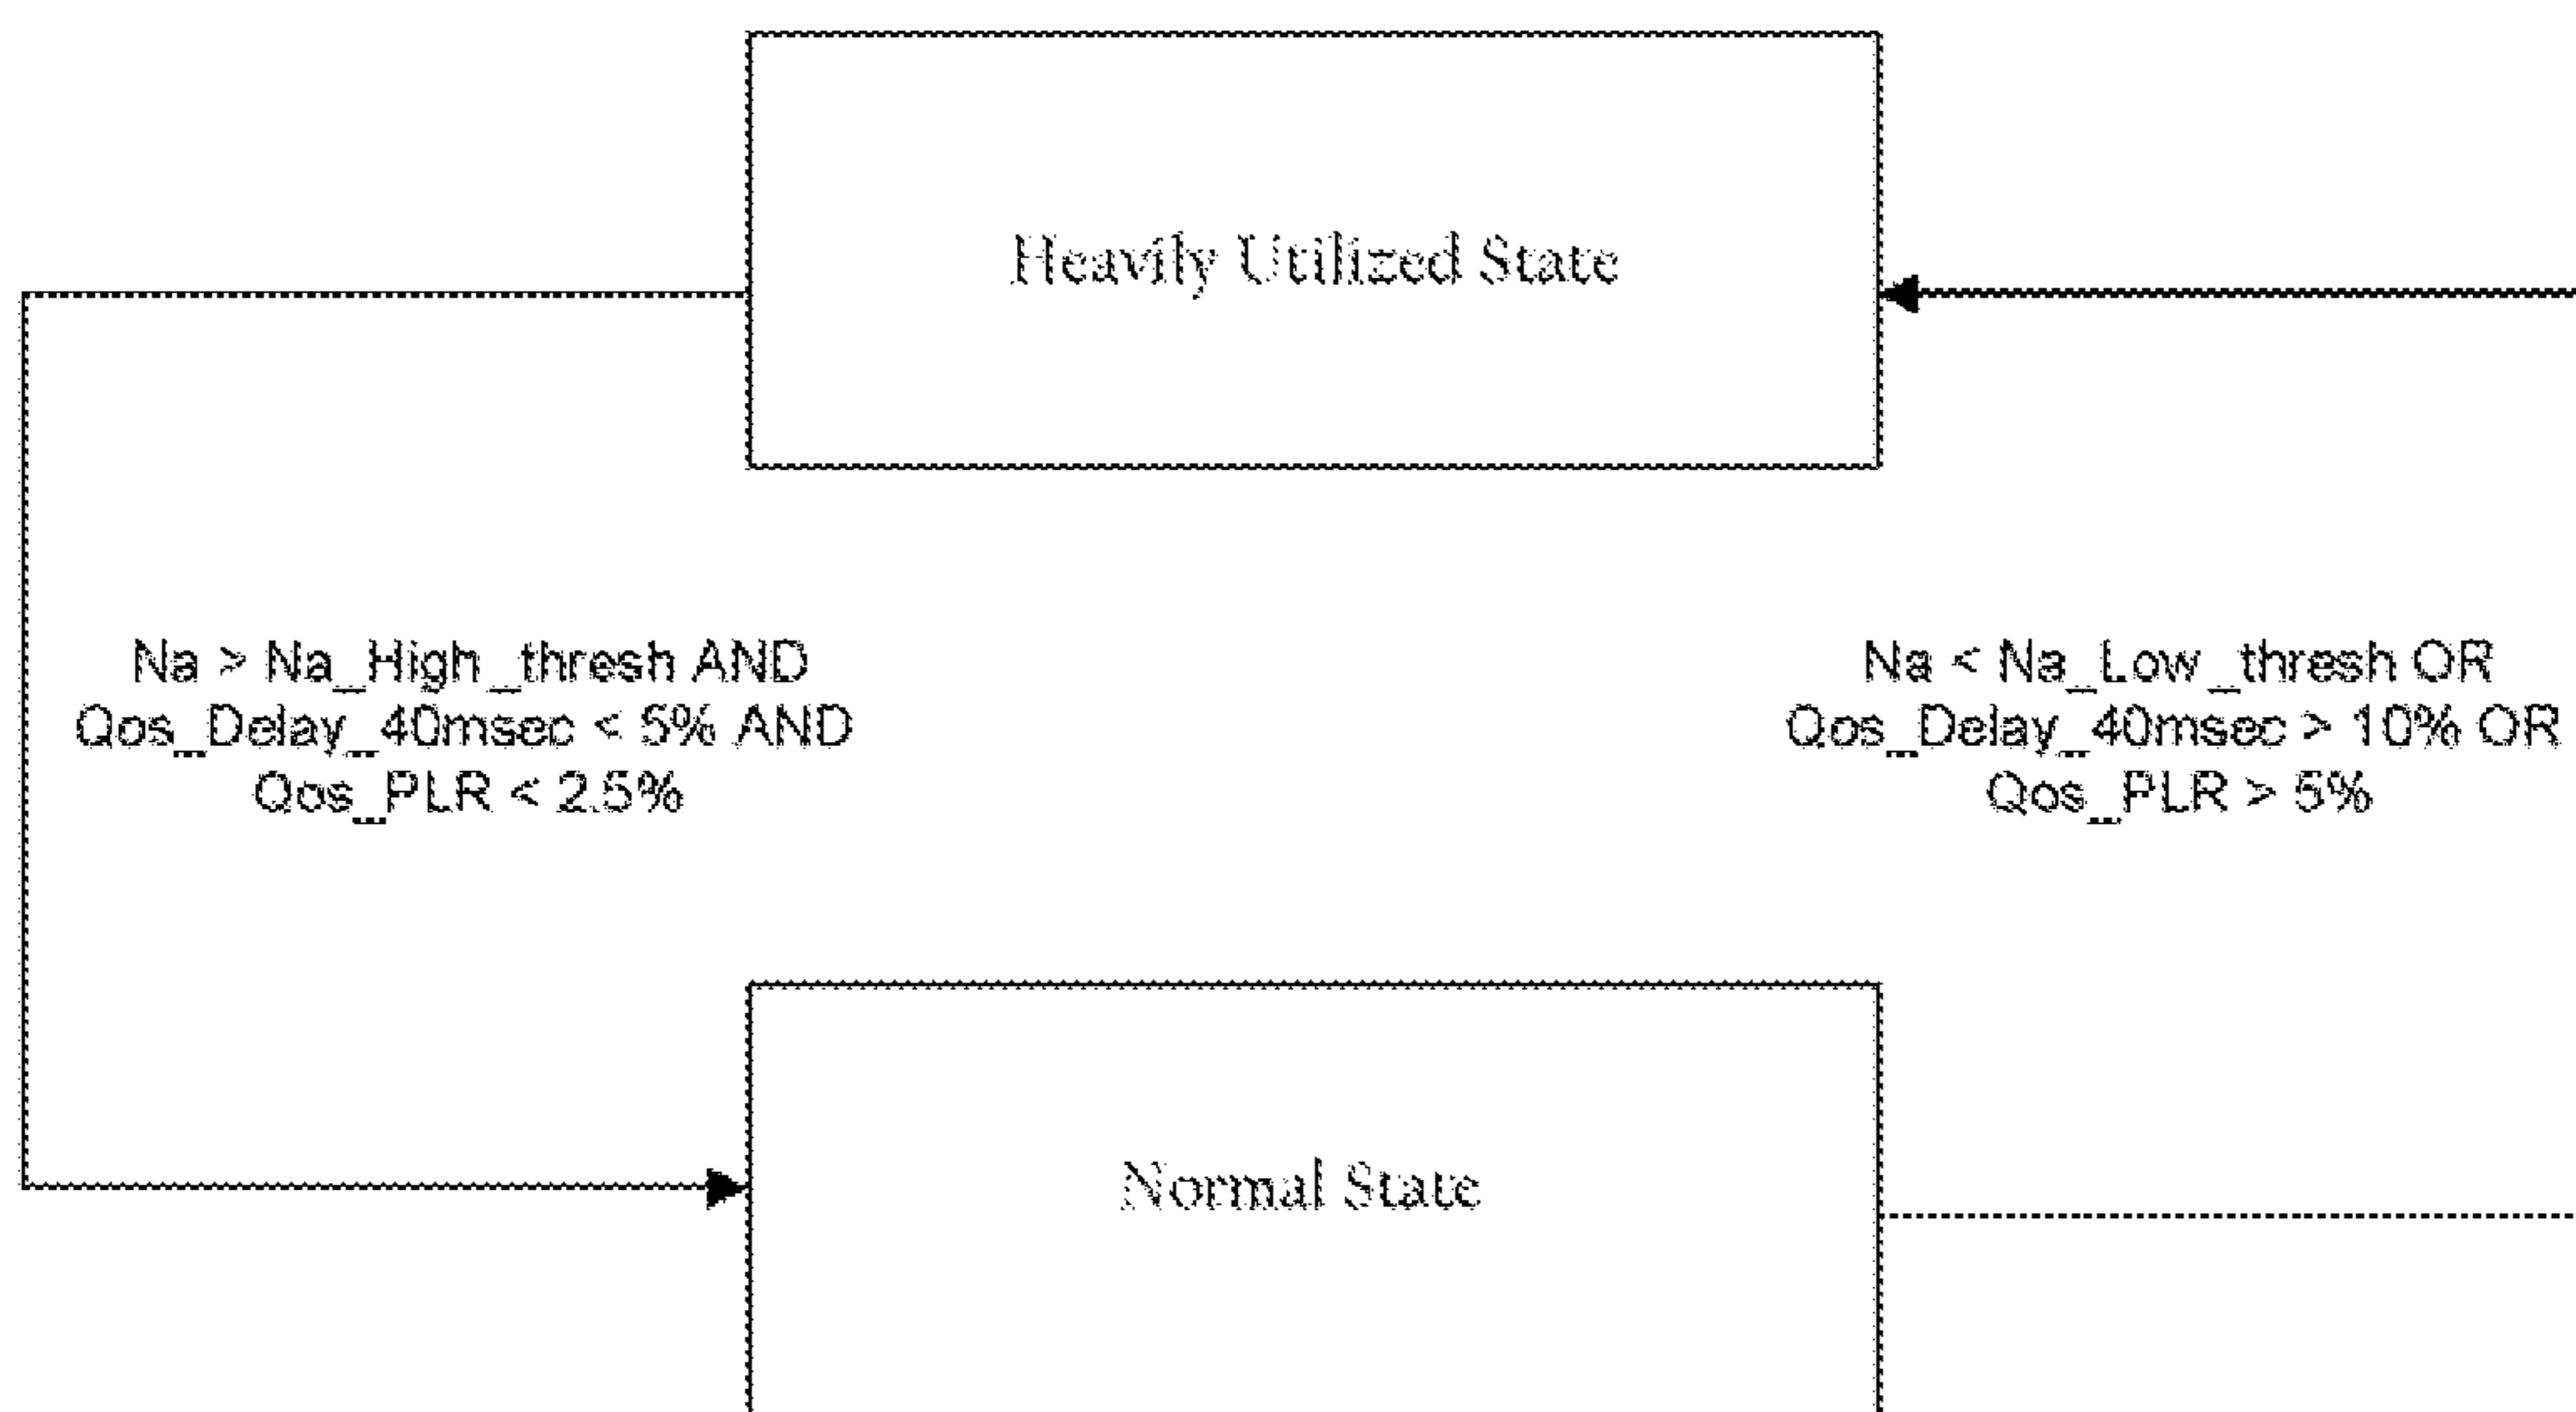 Heavily Utilized State
Na > Na_High_thresh AND
Qos_Delay_40msec < 5% AND
Qos_PLR < 2.5%
Na < Na_Low_thresh OR
Qos_Delay_40msec > 10% OR
Qos_PLR > 5%
Normal State